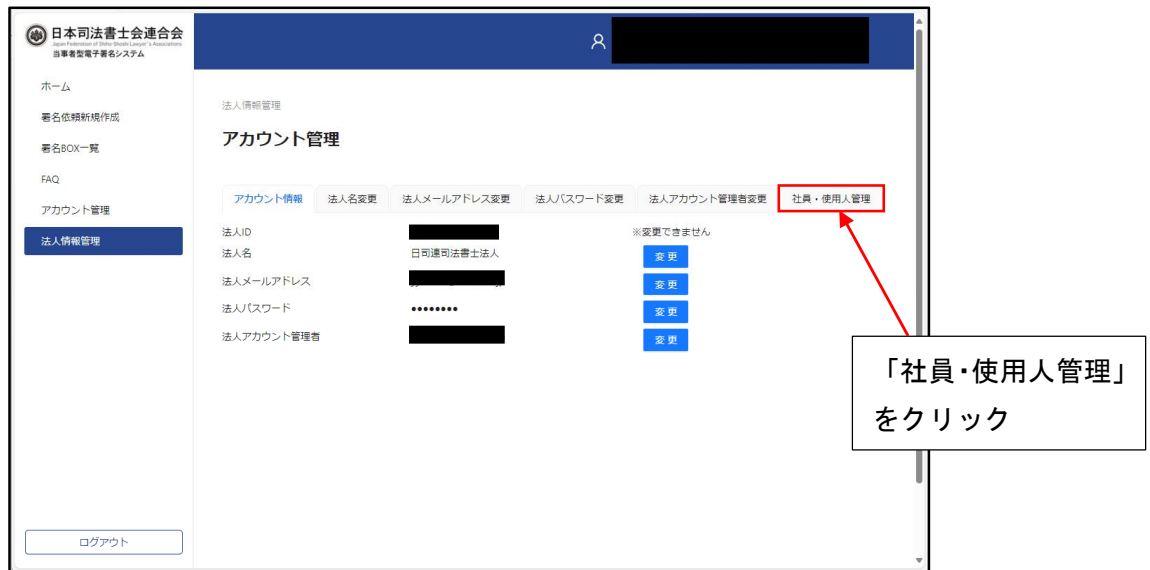 日本司法書士会連合会
Japan Federation of Shiho-Shoshi Lawyer's Associations
当事者型電子署名システム
ホーム
署名依頼新規作成
署名BOX一覧
FAQ
アカウント管理
法人情報管理
ログアウト
法人情報管理
アカウント管理
アカウント情報 法人名変更 法人メールアドレス変更 法人パスワード変更 法人アカウント管理者変更 社員・使用人管理
法人ID ※変更できません
法人名 日司連司法書士法人 変更
法人メールアドレス 変更
法人パスワード •••••••• 変更
法人アカウント管理者 変更
「社員・使用人管理」
をクリック